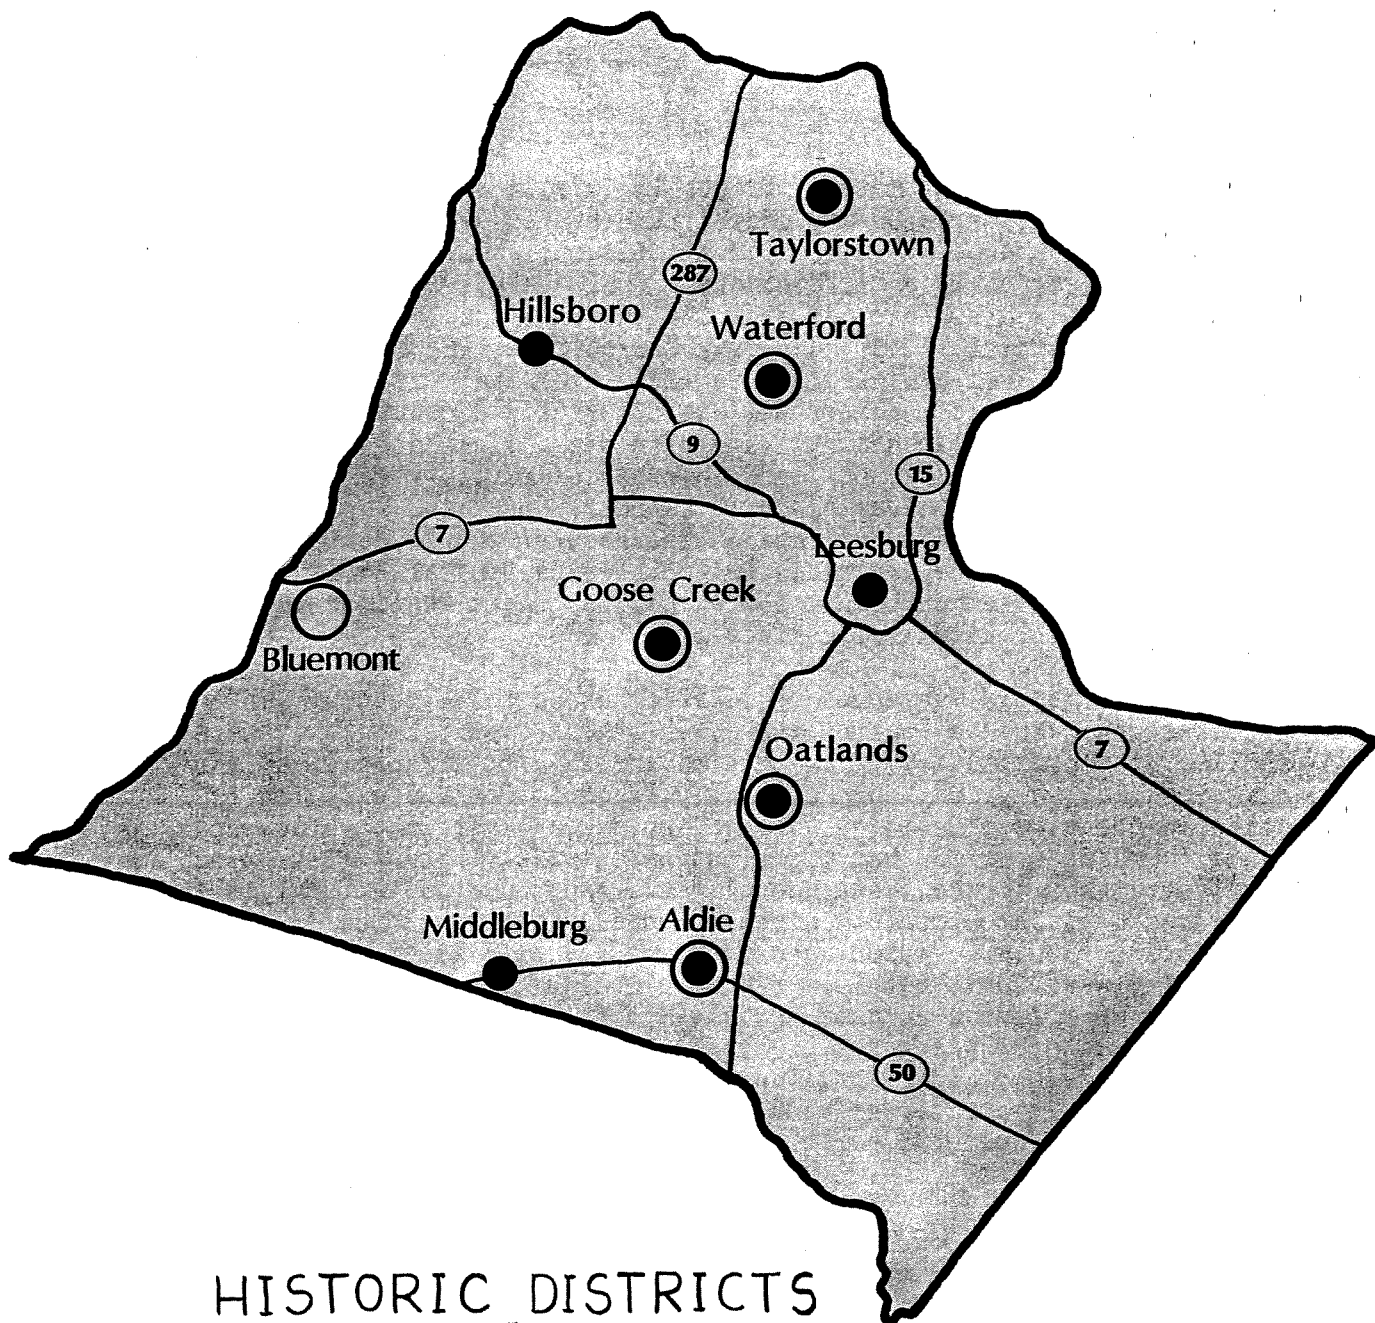 Taylorstown
287
Hillsboro
Waterford
9
15
7
Leesburg
Goose Creek
Bluemont
7
Oatlands
Middleburg
Aldie
50
HISTORIC DISTRICTS